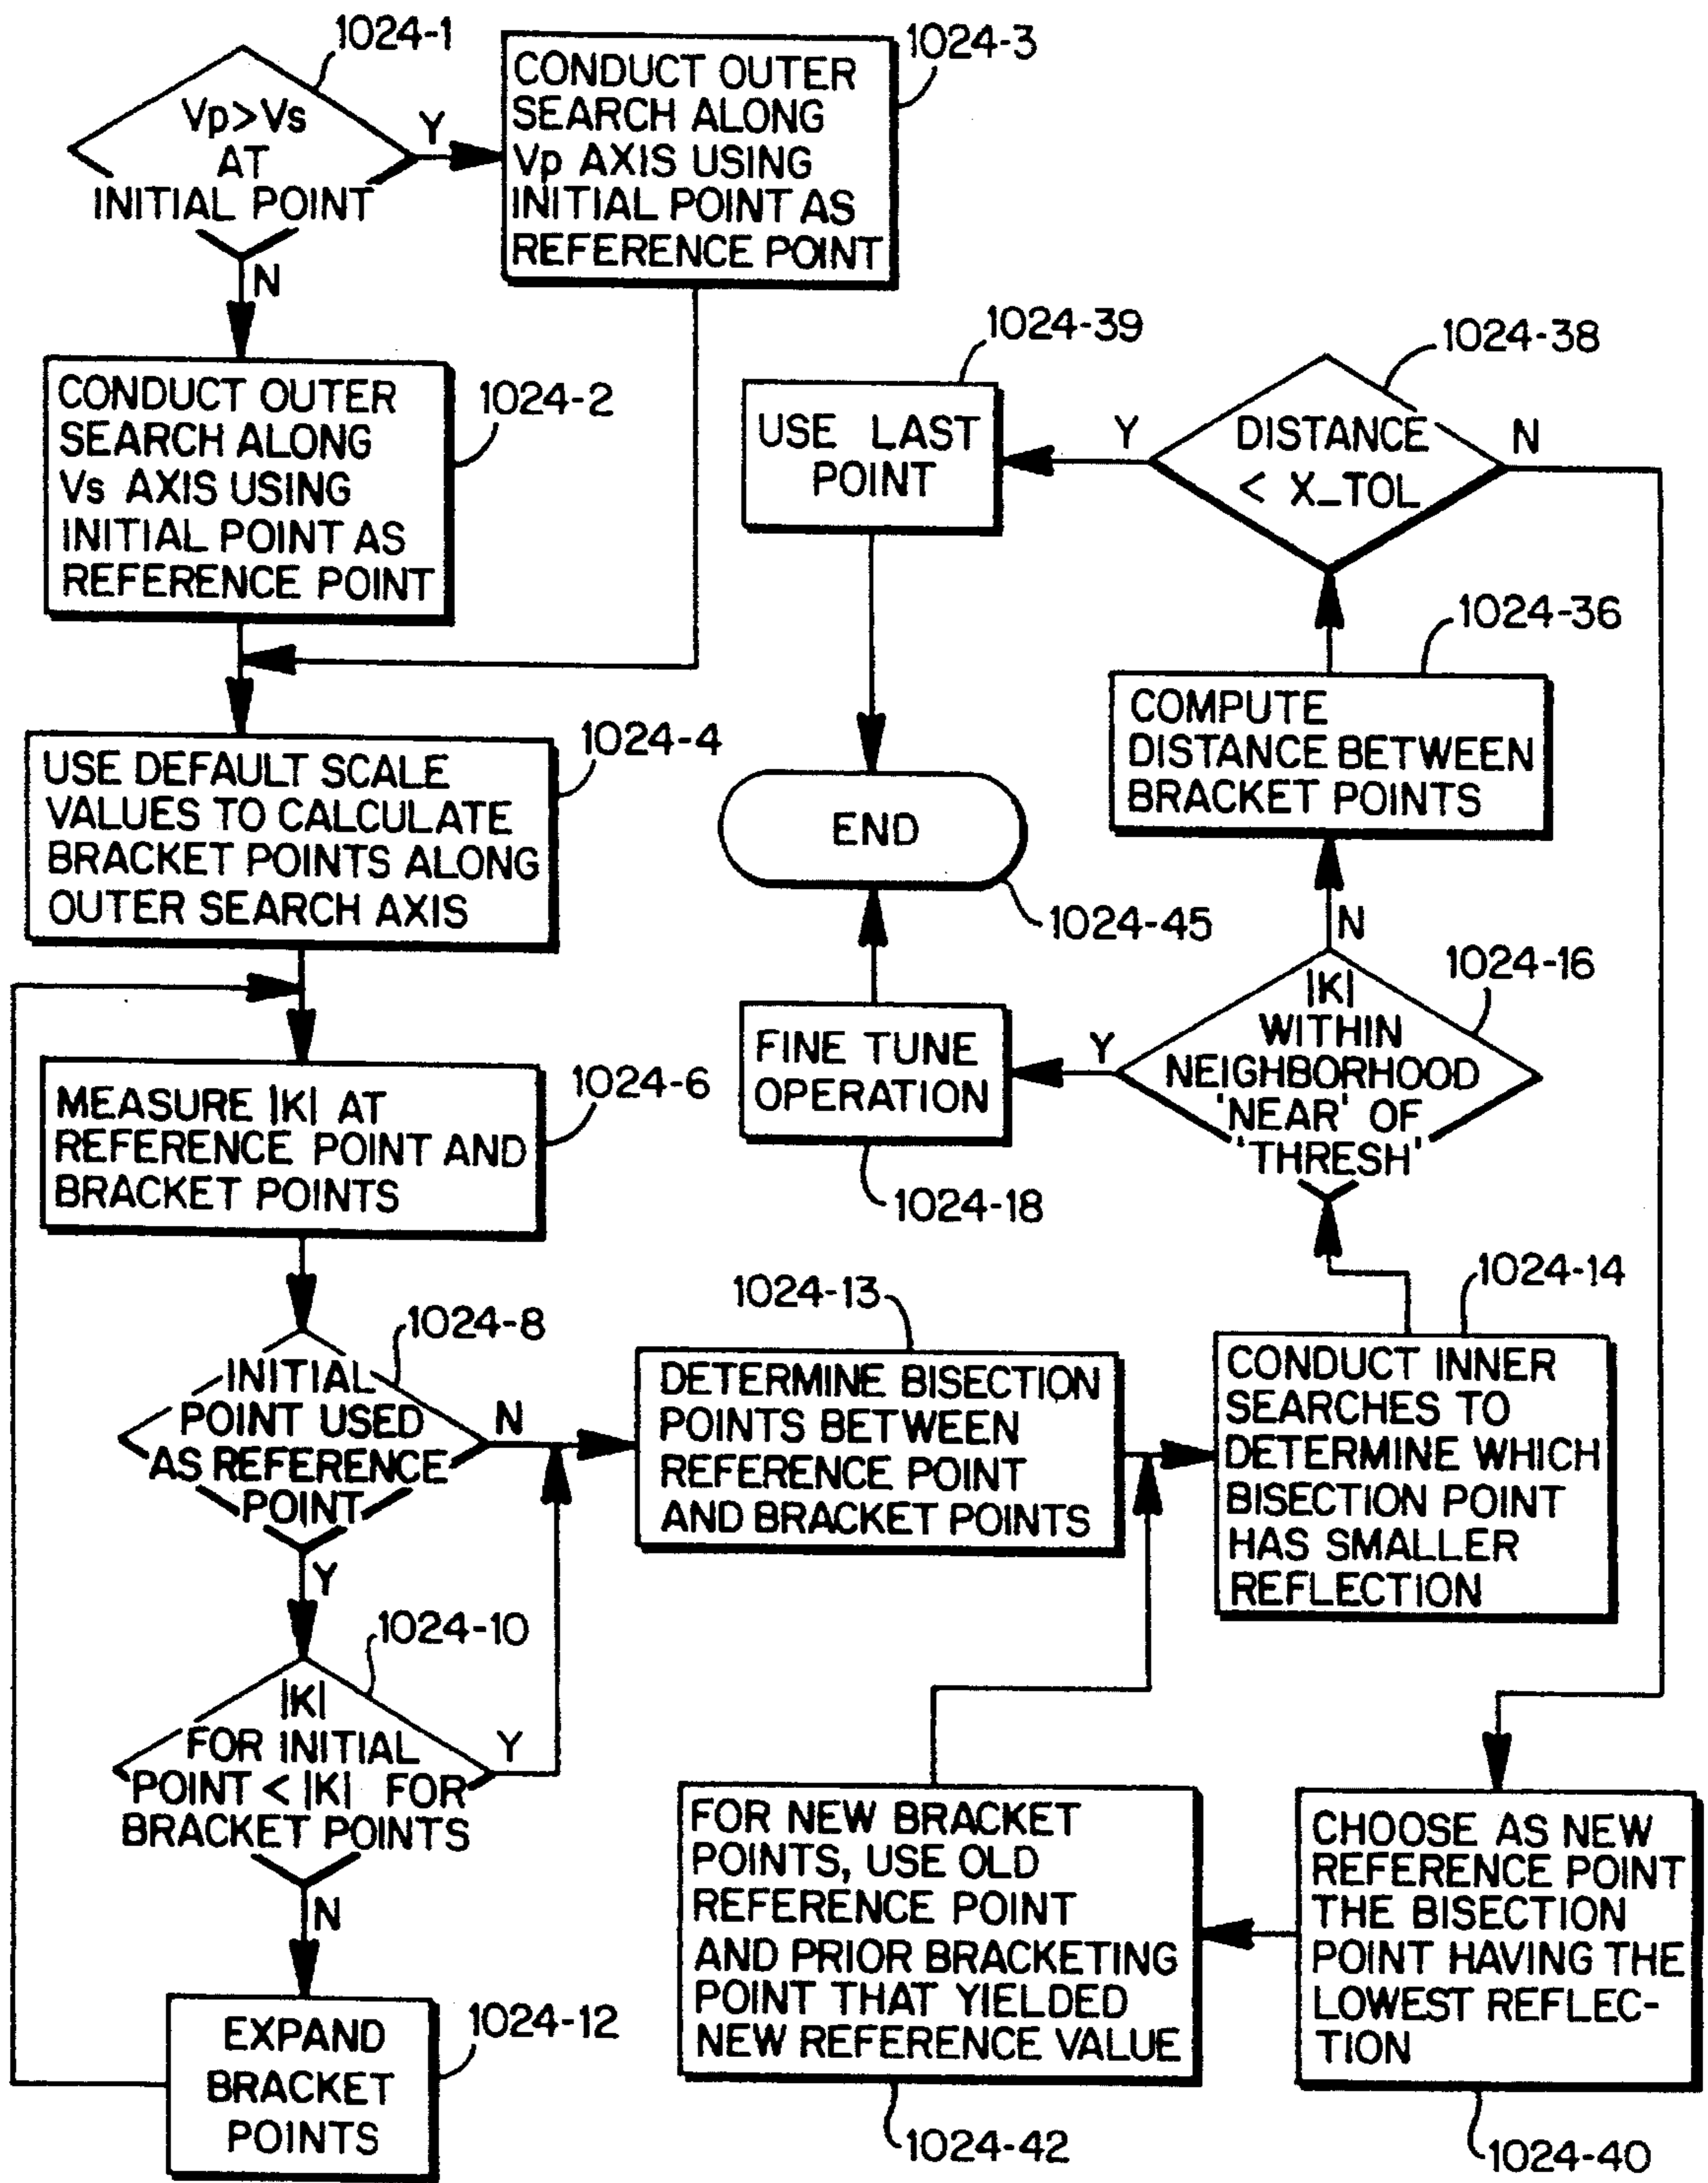 1024-1
Vp>Vs
AT
INITIAL POINT
Y
N
1024-3
CONDUCT OUTER
SEARCH ALONG
Vp AXIS USING
INITIAL POINT AS
REFERENCE POINT
1024-2
CONDUCT OUTER
SEARCH ALONG
Vs AXIS USING
INITIAL POINT AS
REFERENCE POINT
1024-4
USE DEFAULT SCALE
VALUES TO CALCULATE
BRACKET POINTS ALONG
OUTER SEARCH AXIS
1024-6
MEASURE |K| AT
REFERENCE POINT AND
BRACKET POINTS
1024-8
INITIAL
POINT USED
AS REFERENCE
POINT
N
Y
1024-10
|K|
FOR INITIAL
POINT < |K| FOR
BRACKET POINTS
Y
N
1024-12
EXPAND
BRACKET
POINTS
1024-13
DETERMINE BISECTION
POINTS BETWEEN
REFERENCE POINT
AND BRACKET POINTS
1024-14
CONDUCT INNER
SEARCHES TO
DETERMINE WHICH
BISECTION POINT
HAS SMALLER
REFLECTION
1024-16
|K|
WITHIN
NEIGHBORHOOD
'NEAR' OF
'THRESH'
Y
N
1024-18
FINE TUNE
OPERATION
1024-36
COMPUTE
DISTANCE BETWEEN
BRACKET POINTS
1024-38
DISTANCE
< X_TOL
Y
N
1024-39
USE LAST
POINT
END
1024-45
1024-40
CHOOSE AS NEW
REFERENCE POINT
THE BISECTION
POINT HAVING THE
LOWEST REFLEC-
TION
1024-42
FOR NEW BRACKET
POINTS, USE OLD
REFERENCE POINT
AND PRIOR BRACKETING
POINT THAT YIELDED
NEW REFERENCE VALUE